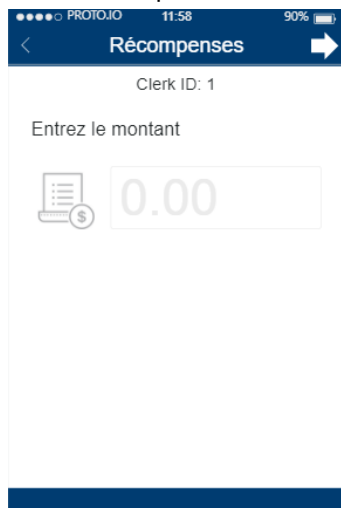 ●●●●○ PROTO.IO 11:58 90%
Récompenses
Clerk ID: 1
Entrez le montant
0.00
$